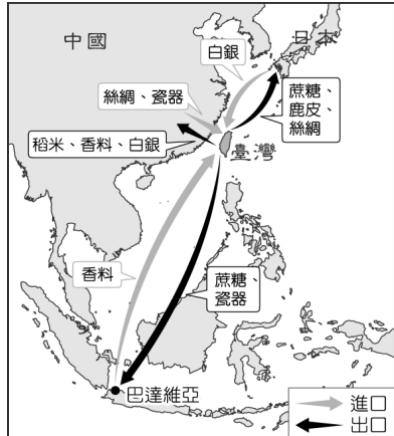 中國
日本
白銀
絲綢、瓷器
蔗糖、
鹿皮、
絲綢
稻米、香料、白銀
臺灣
香料
蔗糖、
瓷器
巴達維亞
進口
出口